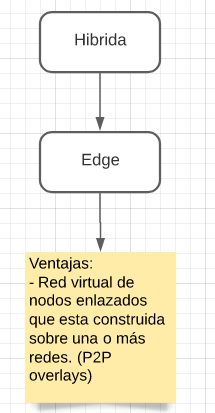 Hibrida
Edge
Ventajas:
- Red virtual de
nodos enlazados
que esta construida
sobre una o más
redes. (P2P
overlays)